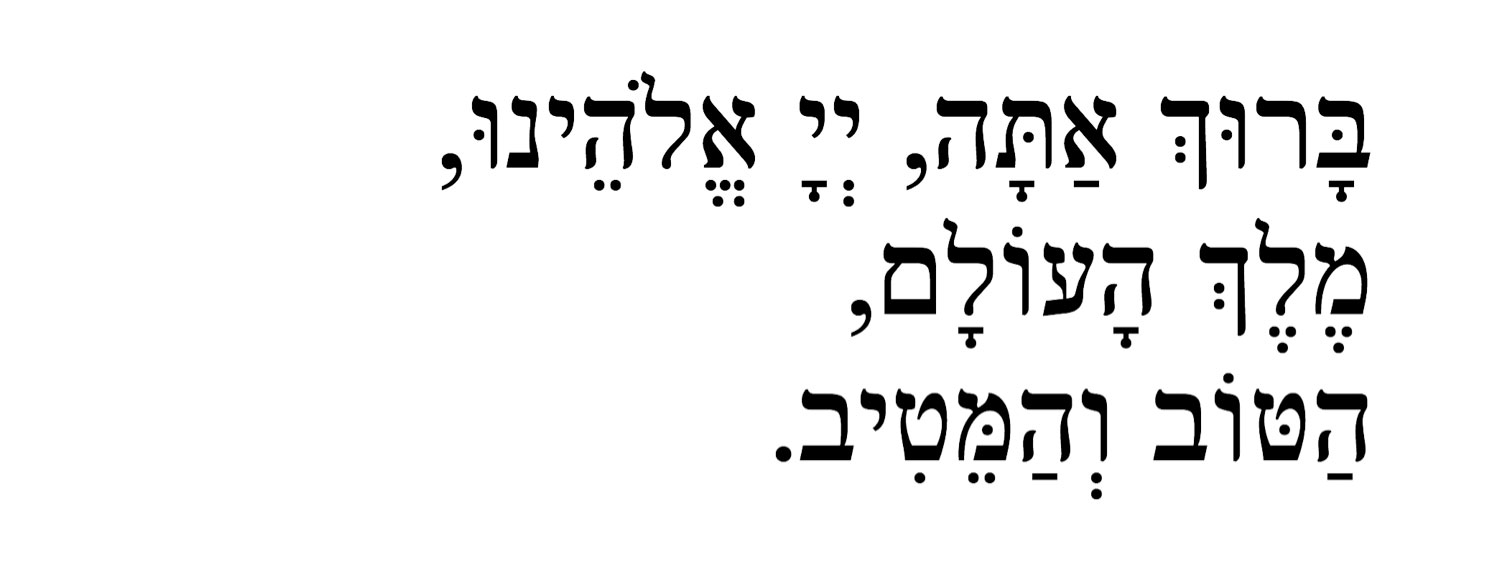 בָּרוּךְ אַתָּה, יְיָ אֱלֹהֵינוּ,
מֶלֶךְ הָעוֹלָם,
הַטּוֹב וְהַמֵּטִיב.